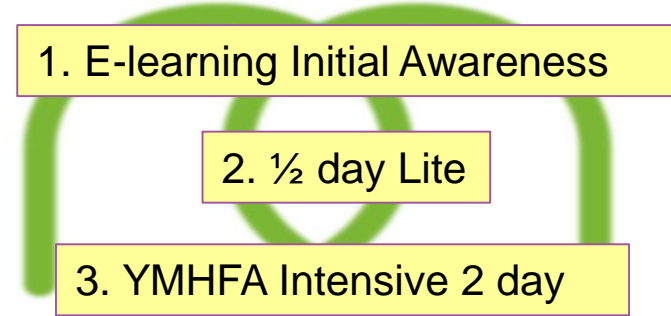 1. E-learning Initial Awareness
2. ½ day Lite
3. YMHFA Intensive 2 day